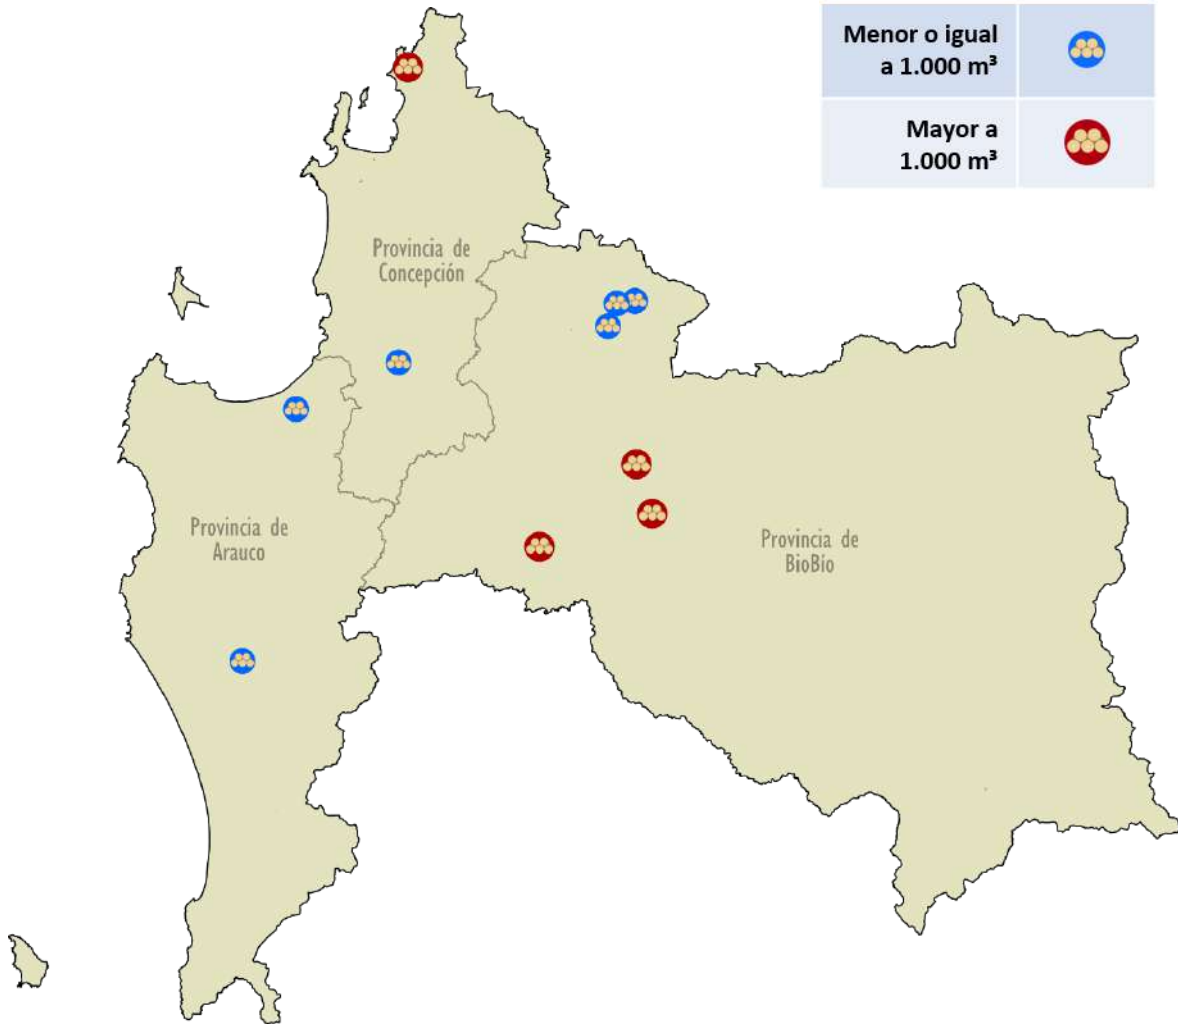 Menor o igual
a 1.000 m³
Mayor a
1.000 m³
Provincia de
Concepción
Provincia de
Arauco
Provincia de
BioBío